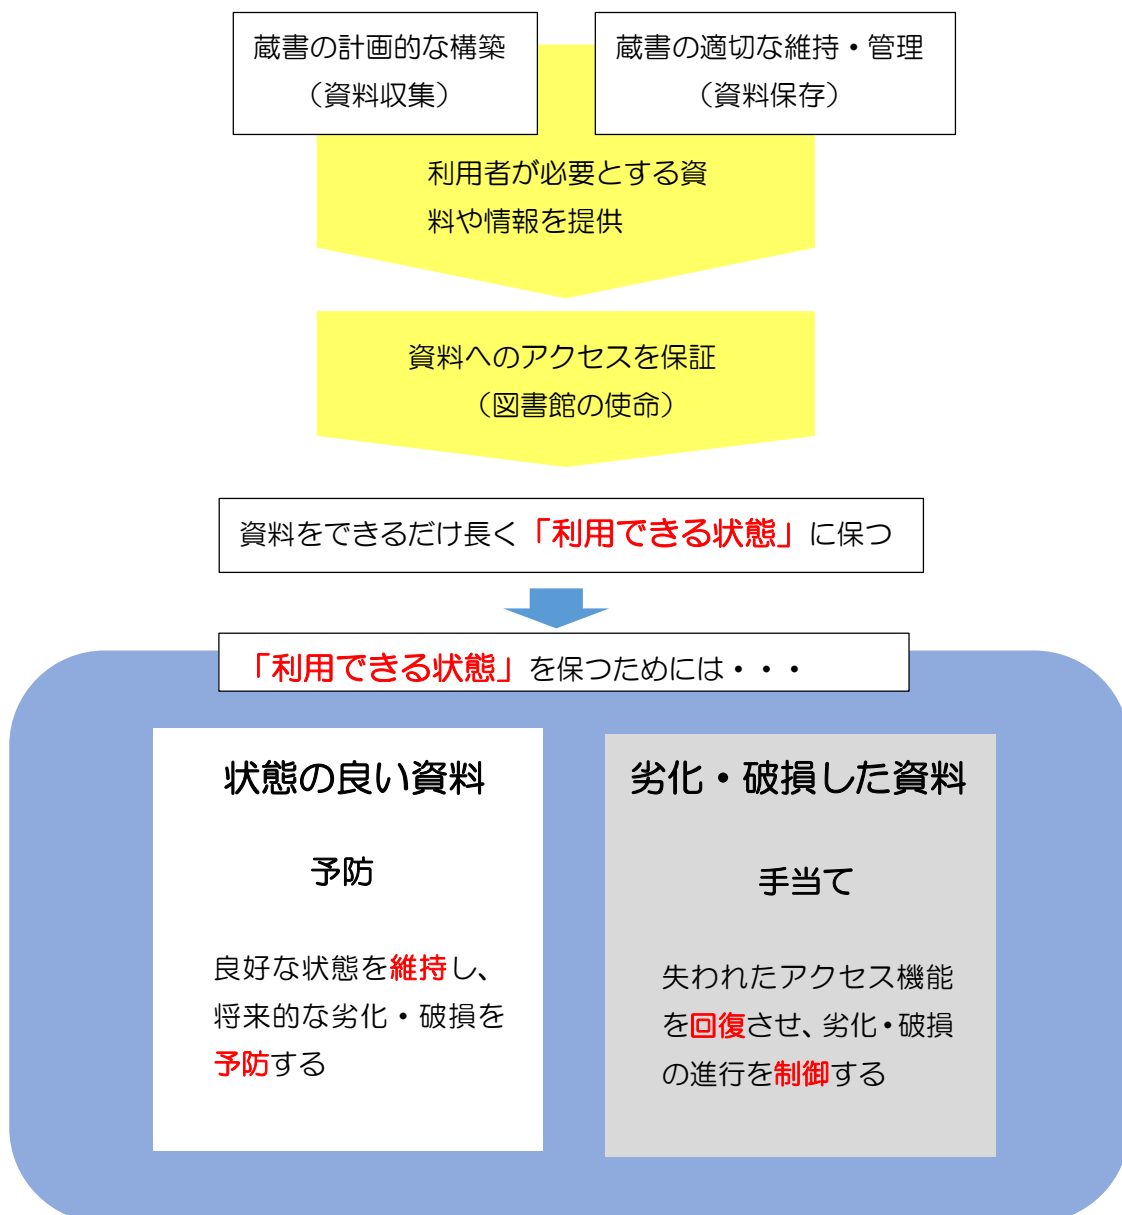 蔵書の計画的な構築
（資料収集）
蔵書の適切な維持・管理
（資料保存）
利用者が必要とする資
料や情報を提供
資料へのアクセスを保証
（図書館の使命）
資料をできるだけ長く「利用できる状態」に保つ
「利用できる状態」を保つためには・・・
状態の良い資料
予防
良好な状態を維持し、
将来的な劣化・破損を
予防する
劣化・破損した資料
手当て
失われたアクセス機能
を回復させ、劣化・破損
の進行を制御する